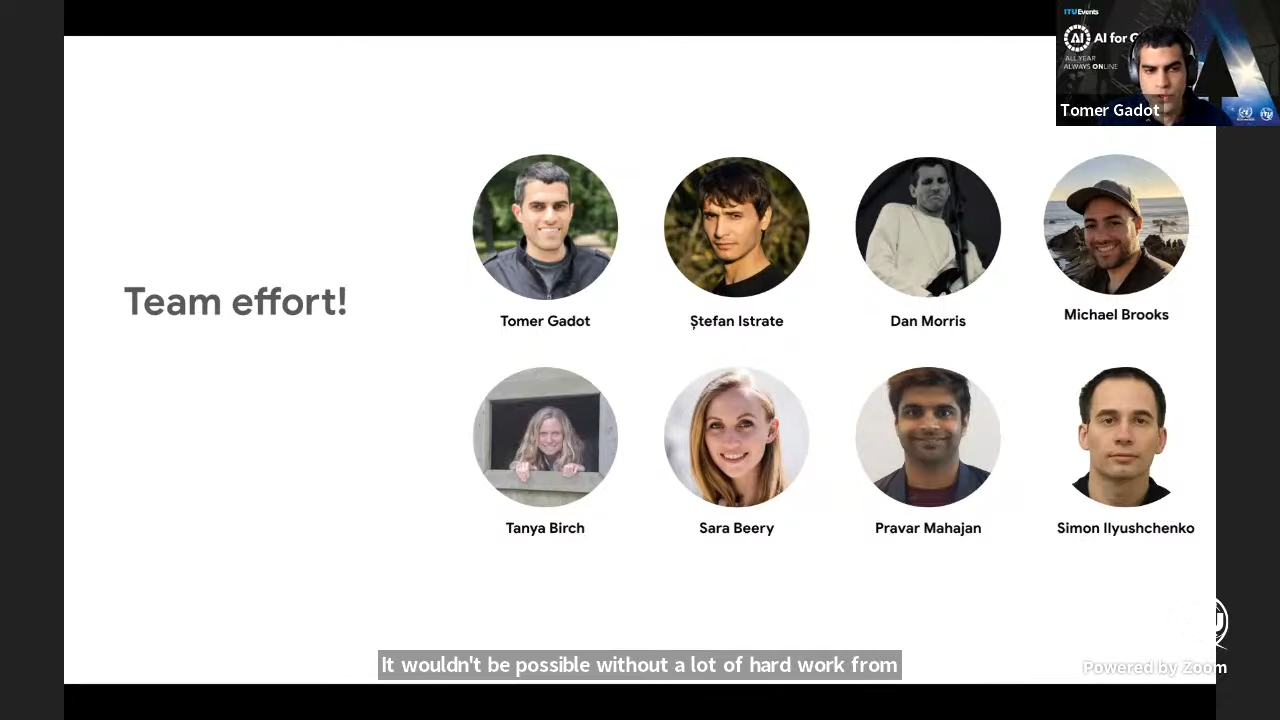 ITUEvents
AI AI for G
ALL YEAR
ALWAYS ONLINE
Tomer Gadot
Team effort!
Tomer Gadot
Ștefan Istrate
Dan Morris
Michael Brooks
Tanya Birch
Sara Beery
Pravar Mahajan
Simon Ilyushchenko
It wouldn't be possible without a lot of hard work from
Powered by Zoom